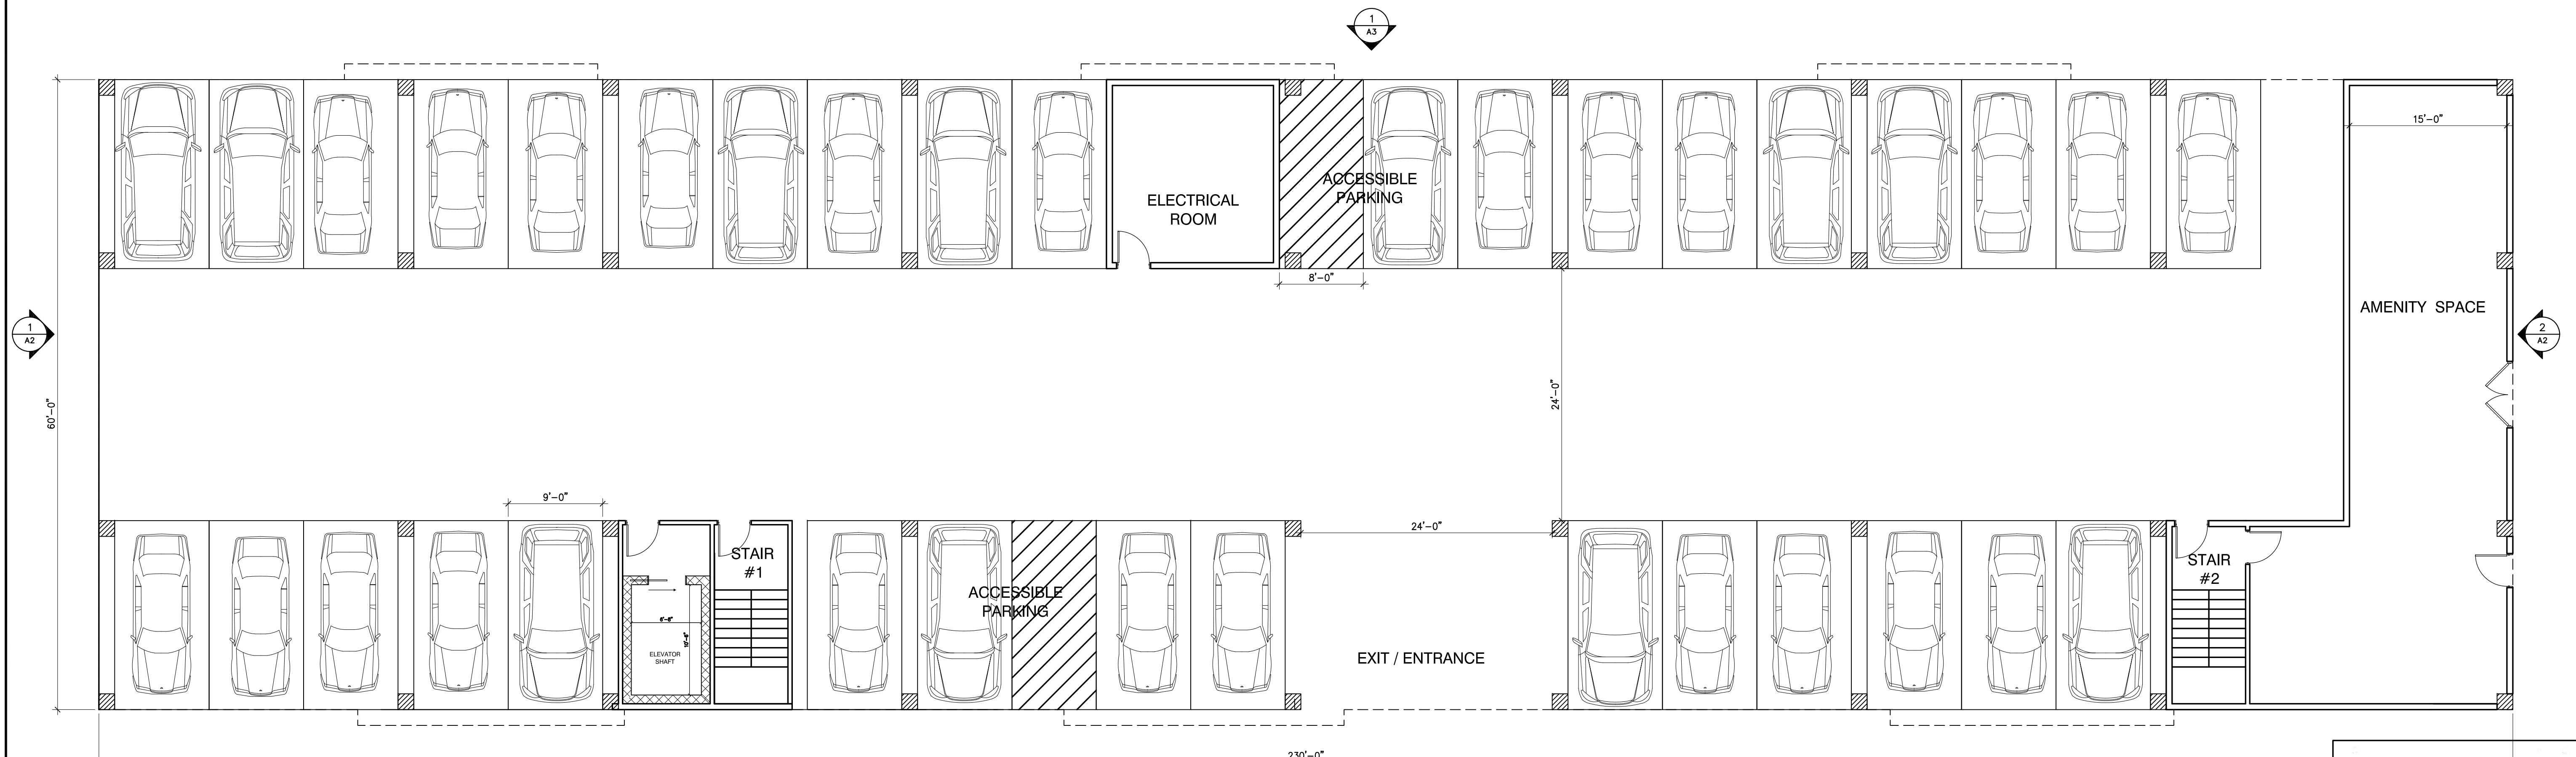 1
A3
15'-0"
ELECTRICAL
ROOM
ACCESSIBLE
PARKING
8'-0"
AMENITY SPACE
1
A2
2
A2
60'-0"
24'-0"
9'-0"
24'-0"
STAIR
#1
ACCESSIBLE
PARKING
STAIR
#2
ELEVATOR
SHAFT
EXIT / ENTRANCE
230'-0"